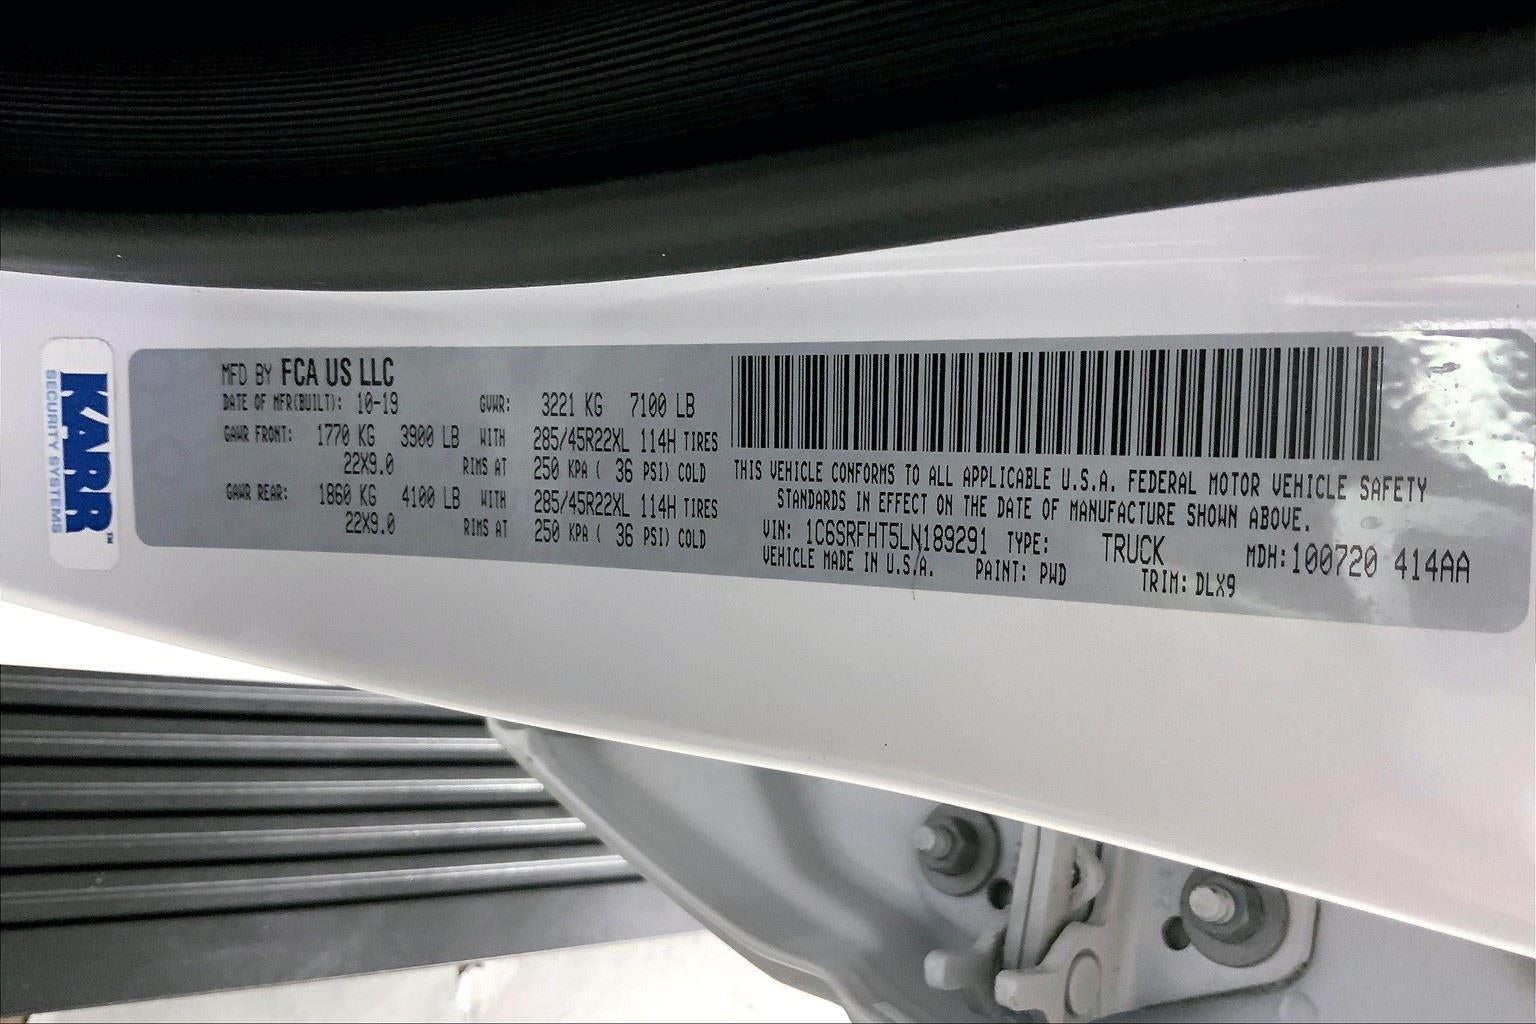 KARR™
SECURITY SYSTEMS
MFD BY FCA US LLC
DATE OF MFR(BUILT): 10-19 GVWR: 3221 KG 7100 LB
GAWR FRONT: 1770 KG 3900 LB WITH 285/45R22XL 114H TIRES
22X9.0 RIMS AT 250 KPA ( 36 PSI) COLD
GAWR REAR: 1860 KG 4100 LB WITH 285/45R22XL 114H TIRES
22X9.0 RIMS AT 250 KPA ( 36 PSI) COLD
THIS VEHICLE CONFORMS TO ALL APPLICABLE U.S.A. FEDERAL MOTOR VEHICLE SAFETY
STANDARDS IN EFFECT ON THE DATE OF MANUFACTURE SHOWN ABOVE.
VIN: 1C6SRFHT5LN189291 TYPE: TRUCK MDH:100720 414AA
VEHICLE MADE IN U.S.A. PAINT: PWD TRIM: DLX9